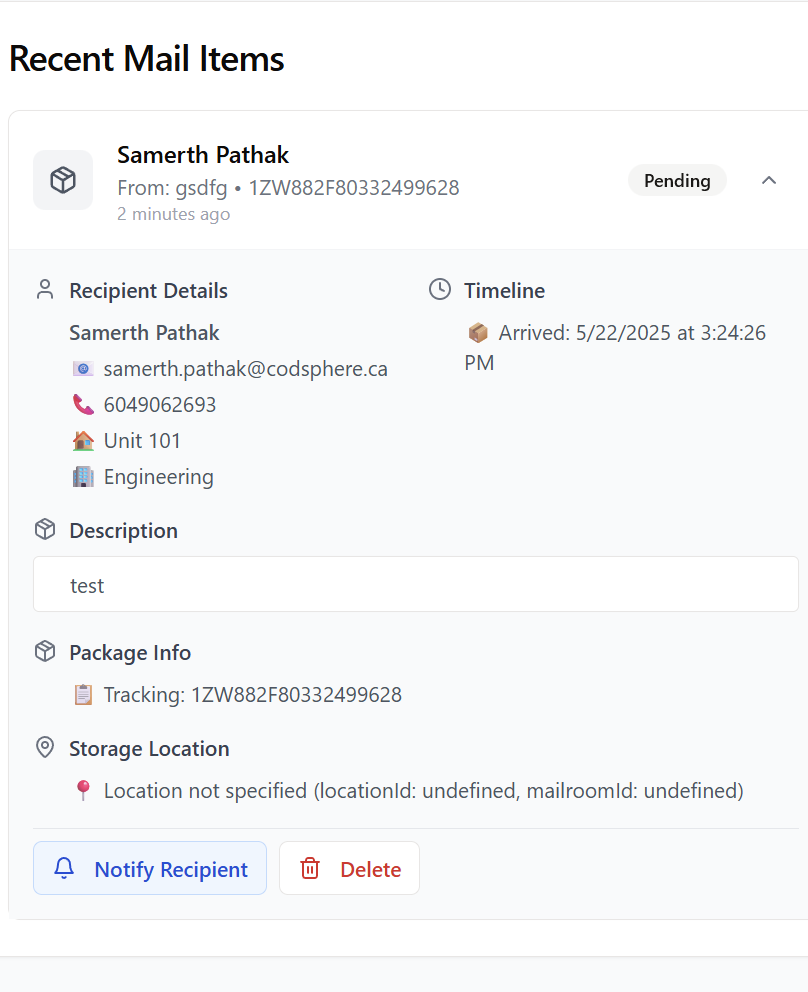 Recent Mail Items
Samerth Pathak
From: gsdfg • 1ZW882F80332499628
2 minutes ago
Pending
Recipient Details
Samerth Pathak
📧 samerth.pathak@codsphere.ca
📞 6049062693
🏠 Unit 101
🏢 Engineering
Timeline
📦 Arrived: 5/22/2025 at 3:24:26
PM
Description
test
Package Info
📋 Tracking: 1ZW882F80332499628
Storage Location
📍 Location not specified (locationId: undefined, mailroomId: undefined)
Notify Recipient
Delete